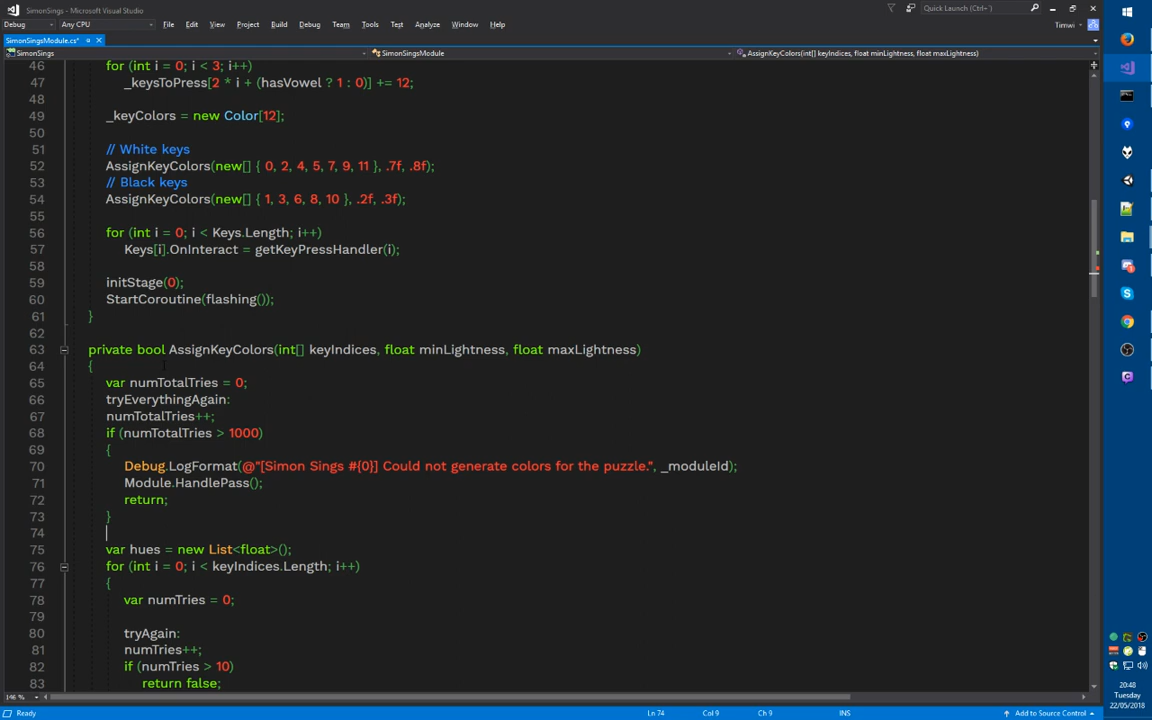 SimonSings - Microsoft Visual Studio
Quick Launch (Ctrl+ )
File Edit View Project Build Debug Team Tools Test Analyze Window Help
Timwi
Debug Any CPU
SimonSingsModule.cs*
SimonSings SimonSingsModule AssignKeyColors(int[] keyIndices, float minLightness, float maxLightness)
46 for (int i = 0; i < 3; i++)
47 _keysToPress[2 * i + (hasVowel ? 1 : 0)] += 12;
48
49 _keyColors = new Color[12];
50
51 // White keys
52 AssignKeyColors(new[] { 0, 2, 4, 5, 7, 9, 11 }, .7f, .8f);
53 // Black keys
54 AssignKeyColors(new[] { 1, 3, 6, 8, 10 }, .2f, .3f);
55
56 for (int i = 0; i < Keys.Length; i++)
57 Keys[i].OnInteract = getKeyPressHandler(i);
58
59 initStage(0);
60 StartCoroutine(flashing());
61 }
62
63 private bool AssignKeyColors(int[] keyIndices, float minLightness, float maxLightness)
64 {
65 var numTotalTries = 0;
66 tryEverythingAgain:
67 numTotalTries++;
68 if (numTotalTries > 1000)
69 {
70 Debug.LogFormat(@"[Simon Sings #{0}] Could not generate colors for the puzzle.", _moduleId);
71 Module.HandlePass();
72 return;
73 }
74
75 var hues = new List<float>();
76 for (int i = 0; i < keyIndices.Length; i++)
77 {
78 var numTries = 0;
79
80 tryAgain:
81 numTries++;
82 if (numTries > 10)
83 return false;
146 %
Ready Ln 74 Col 9 Ch 9 INS Add to Source Control
20:48
Tuesday
22/05/2018